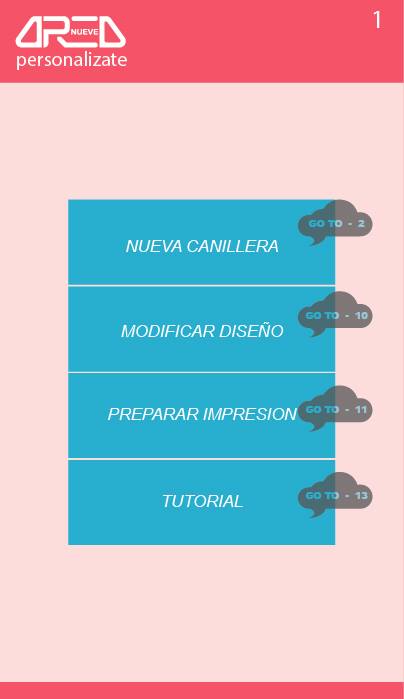 1
AREA
NUEVE
personalizate
NUEVA CANILLERA
GO TO - 2
MODIFICAR DISEÑO
GO TO - 10
PREPARAR IMPRESION
GO TO - 11
TUTORIAL
GO TO - 13